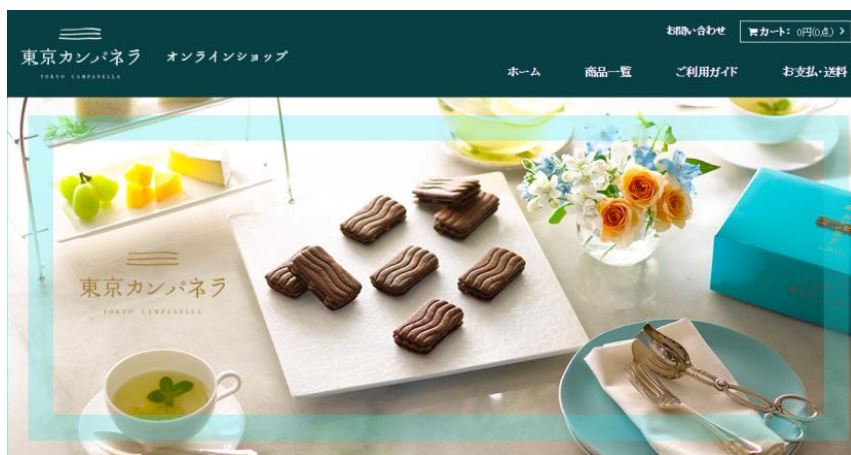 東京カンパネラ
TOKYO CAMPANELLA
オンラインショップ
お問い合わせ
カート: 0円(0点)
ホーム
商品一覧
ご利用ガイド
お支払・送料
東京カンパネラ
TOKYO CAMPANELLA